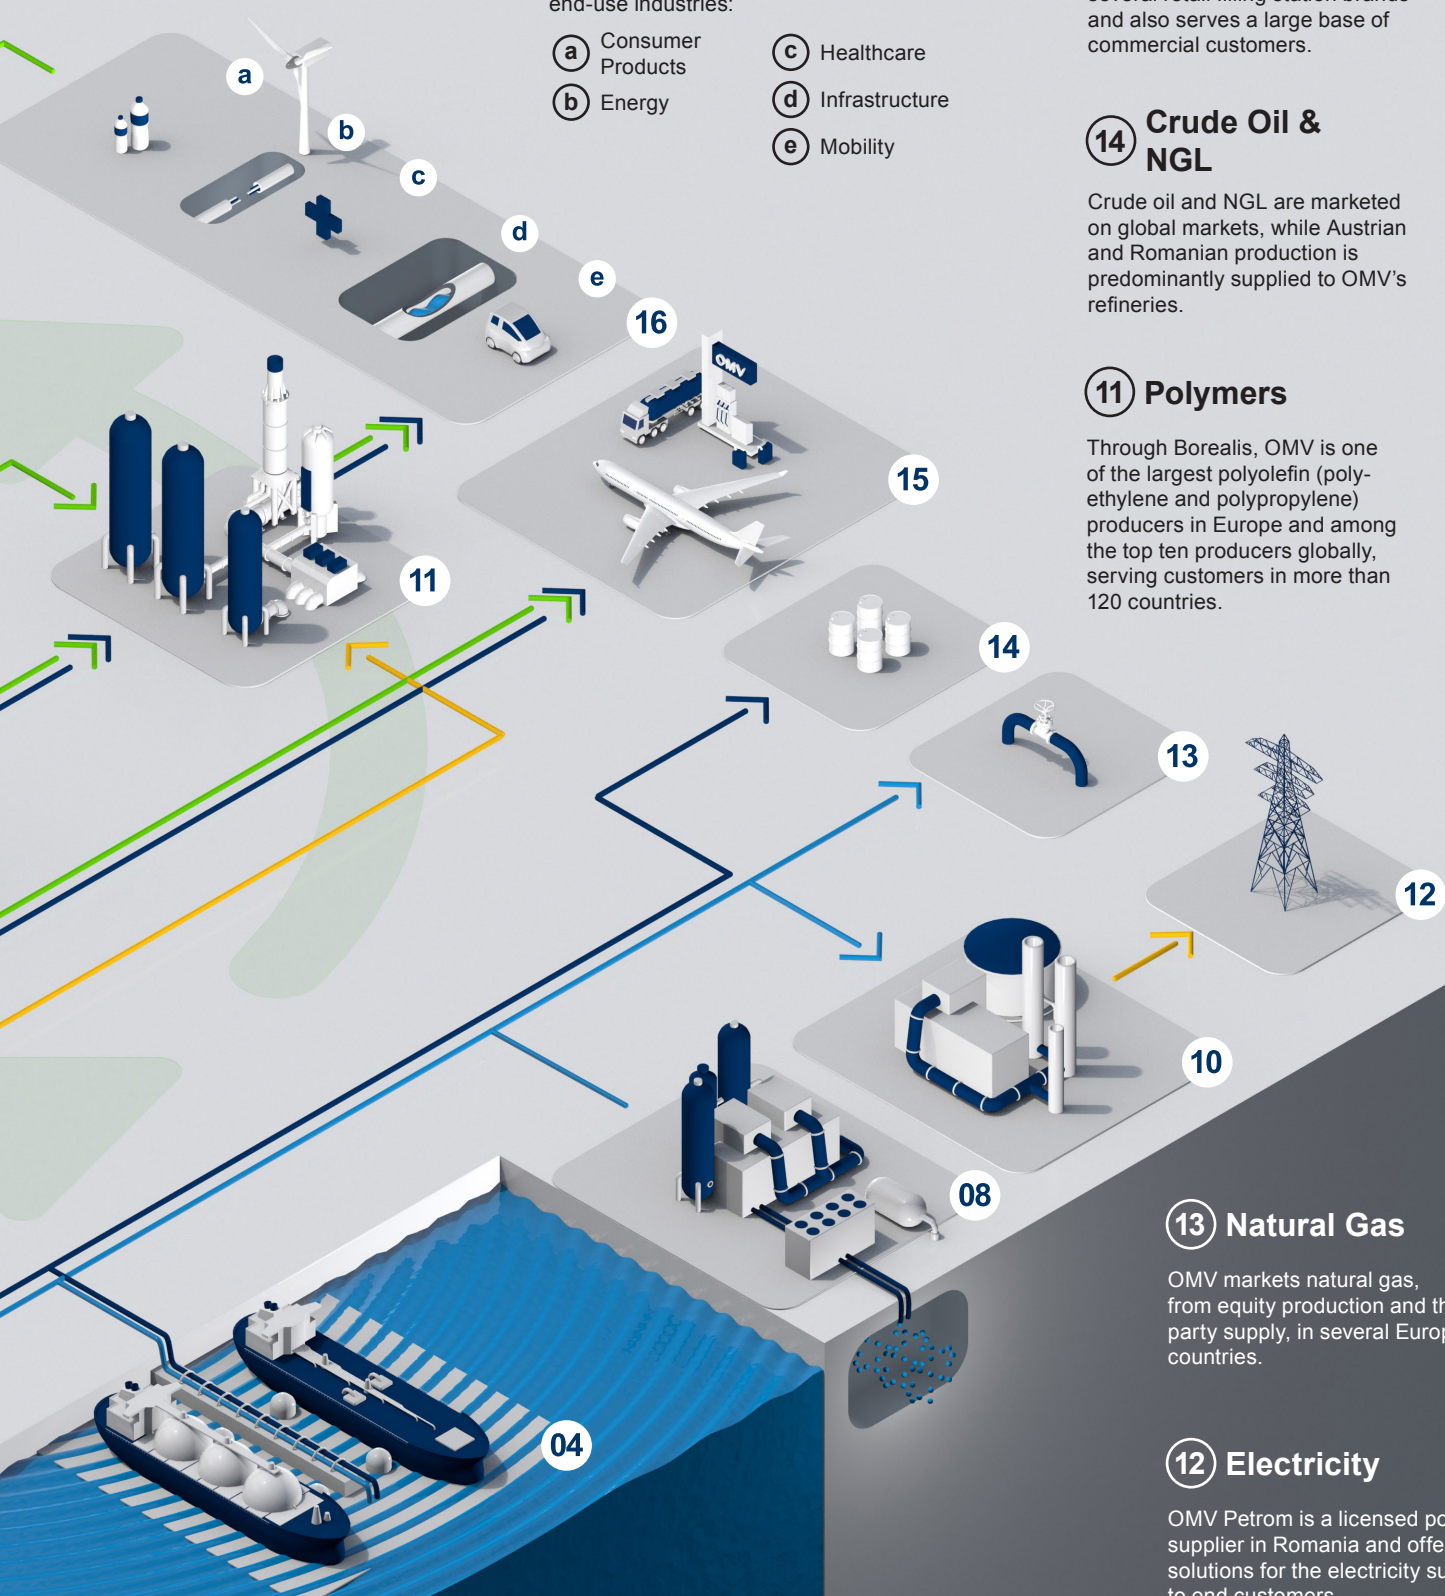 end-use industries:
a Consumer
Products
b Energy
c Healthcare
d Infrastructure
e Mobility
and also serves a large base of
commercial customers.
14 Crude Oil &
NGL
Crude oil and NGL are marketed
on global markets, while Austrian
and Romanian production is
predominantly supplied to OMV’s
refineries.
11 Polymers
Through Borealis, OMV is one
of the largest polyolefin (poly-
ethylene and polypropylene)
producers in Europe and among
the top ten producers globally,
serving customers in more than
120 countries.
a
b
c
d
e
16
OMV
15
11
14
13
12
10
08
04
13 Natural Gas
OMV markets natural gas,
from equity production and
party supply, in several
countries.
12 Electricity
OMV Petrom is a licensed
supplier in Romania and
solutions for the electricity
to end customers